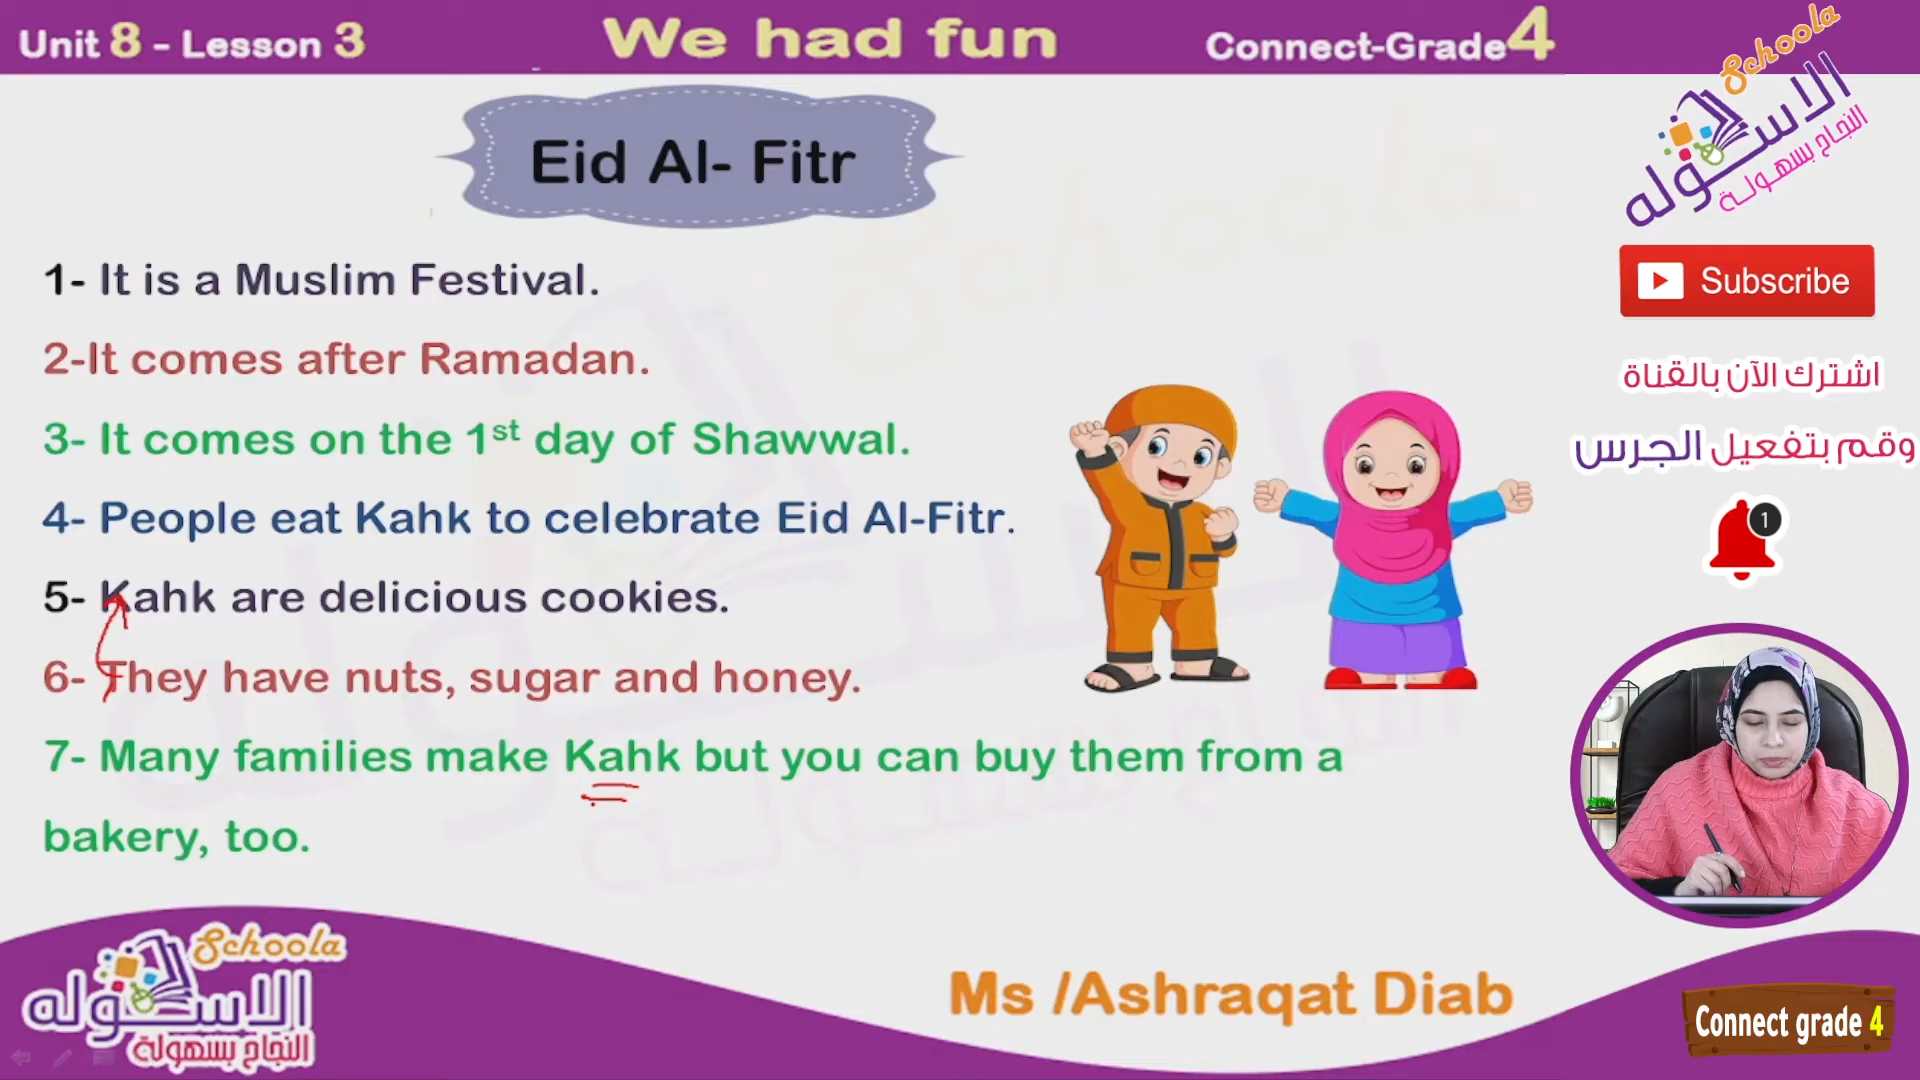 Unit 8 - Lesson 3
We had fun
Connect-Grade4
Schoola
الاسكوله
النجاح بسهولة
Eid Al- Fitr
1- It is a Muslim Festival.
2-It comes after Ramadan.
3- It comes on the 1st day of Shawwal.
4- People eat Kahk to celebrate Eid Al-Fitr.
5- Kahk are delicious cookies.
6- They have nuts, sugar and honey.
7- Many families make Kahk but you can buy them from a
bakery, too.
Subscribe
اشترك الآن بالقناة
وقم بتفعيل الجرس
1
Schoola
الاسكوله
النجاح بسهولة
Ms /Ashraqat Diab
Connect grade 4